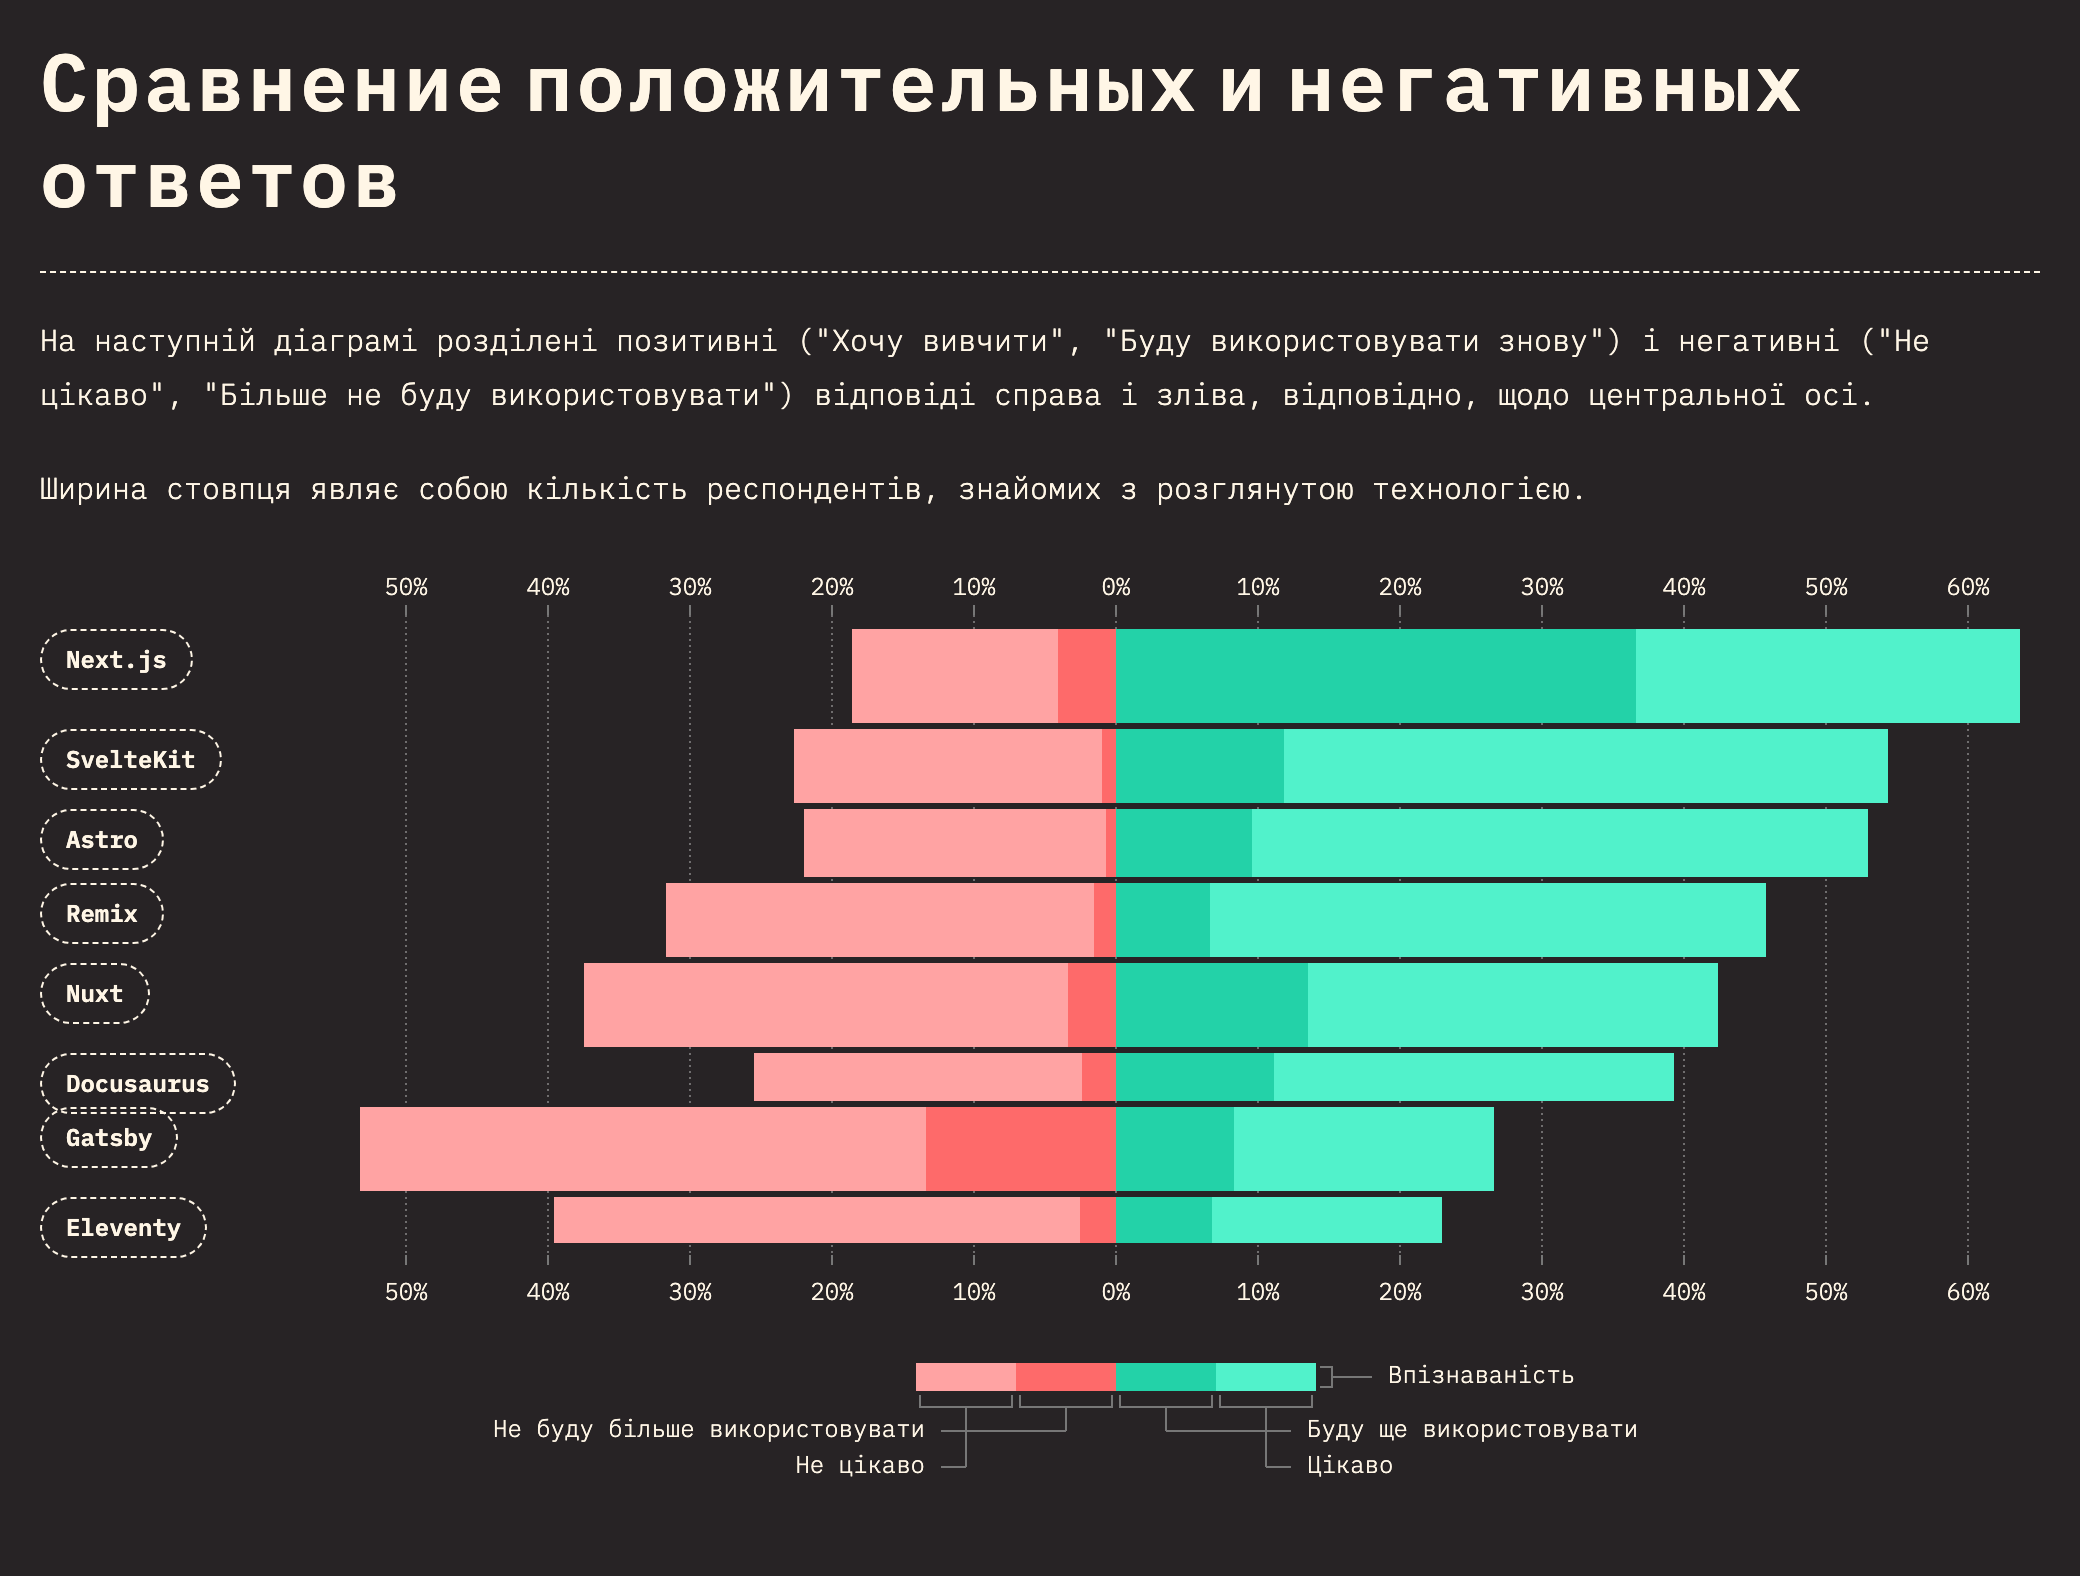 Сравнение положительных и негативных
ответов
На наступній діаграмі розділені позитивні ("Хочу вивчити", "Буду використовувати знову") і негативні ("Не
цікаво", "Більше не буду використовувати") відповіді справа і зліва, відповідно, щодо центральної осі.
Ширина стовпця являє собою кількість респондентів, знайомих з розглянутою технологією.
50% 40% 30% 20% 10% 0% 10% 20% 30% 40% 50% 60%
Next.js
SvelteKit
Astro
Remix
Nuxt
Docusaurus
Gatsby
Eleventy
50% 40% 30% 20% 10% 0% 10% 20% 30% 40% 50% 60%
Впізнаваність
Не буду більше використовувати Буду ще використовувати
Не цікаво Цікаво